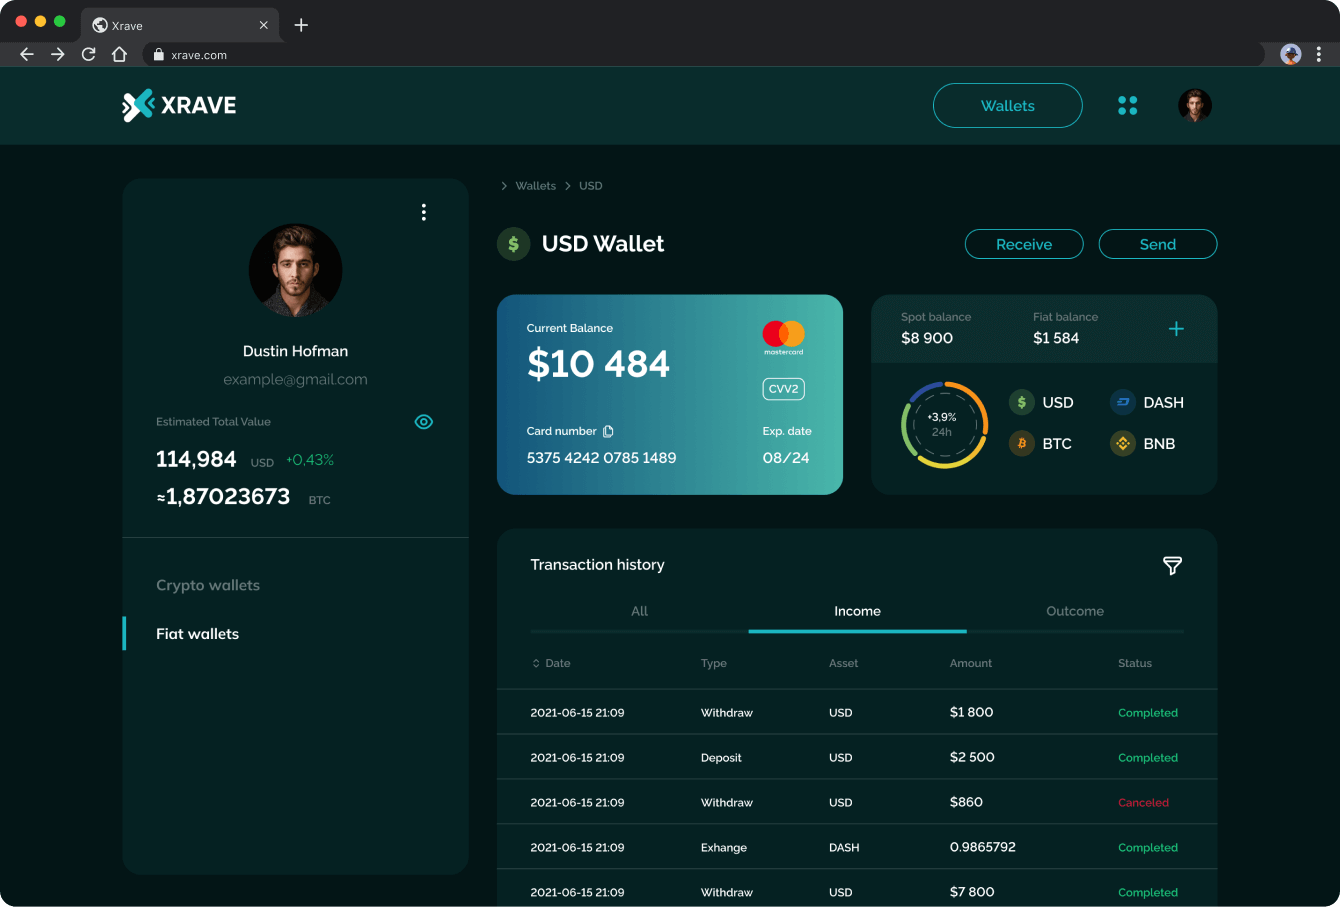 Xrave
xrave.com
XRAVE
Wallets
Wallets USD
USD Wallet
Receive
Send
Dustin Hofman
example@gmail.com
Estimated Total Value
114,984 USD +0,43%
≈1,87023673 BTC
Crypto wallets
Fiat wallets
Current Balance
$10 484
mastercard
CVV2
Card number
Exp. date
5375 4242 0785 1489
08/24
Spot balance
Fiat balance
$8 900
$1 584
+3,9%
24h
USD
DASH
BTC
BNB
Transaction history
All Income Outcome
Date Type Asset Amount Status
2021-06-15 21:09 Withdraw USD $1 800 Completed
2021-06-15 21:09 Deposit USD $2 500 Completed
2021-06-15 21:09 Withdraw USD $860 Canceled
2021-06-15 21:09 Exhange DASH 0.9865792 Completed
2021-06-15 21:09 Withdraw USD $7 800 Completed